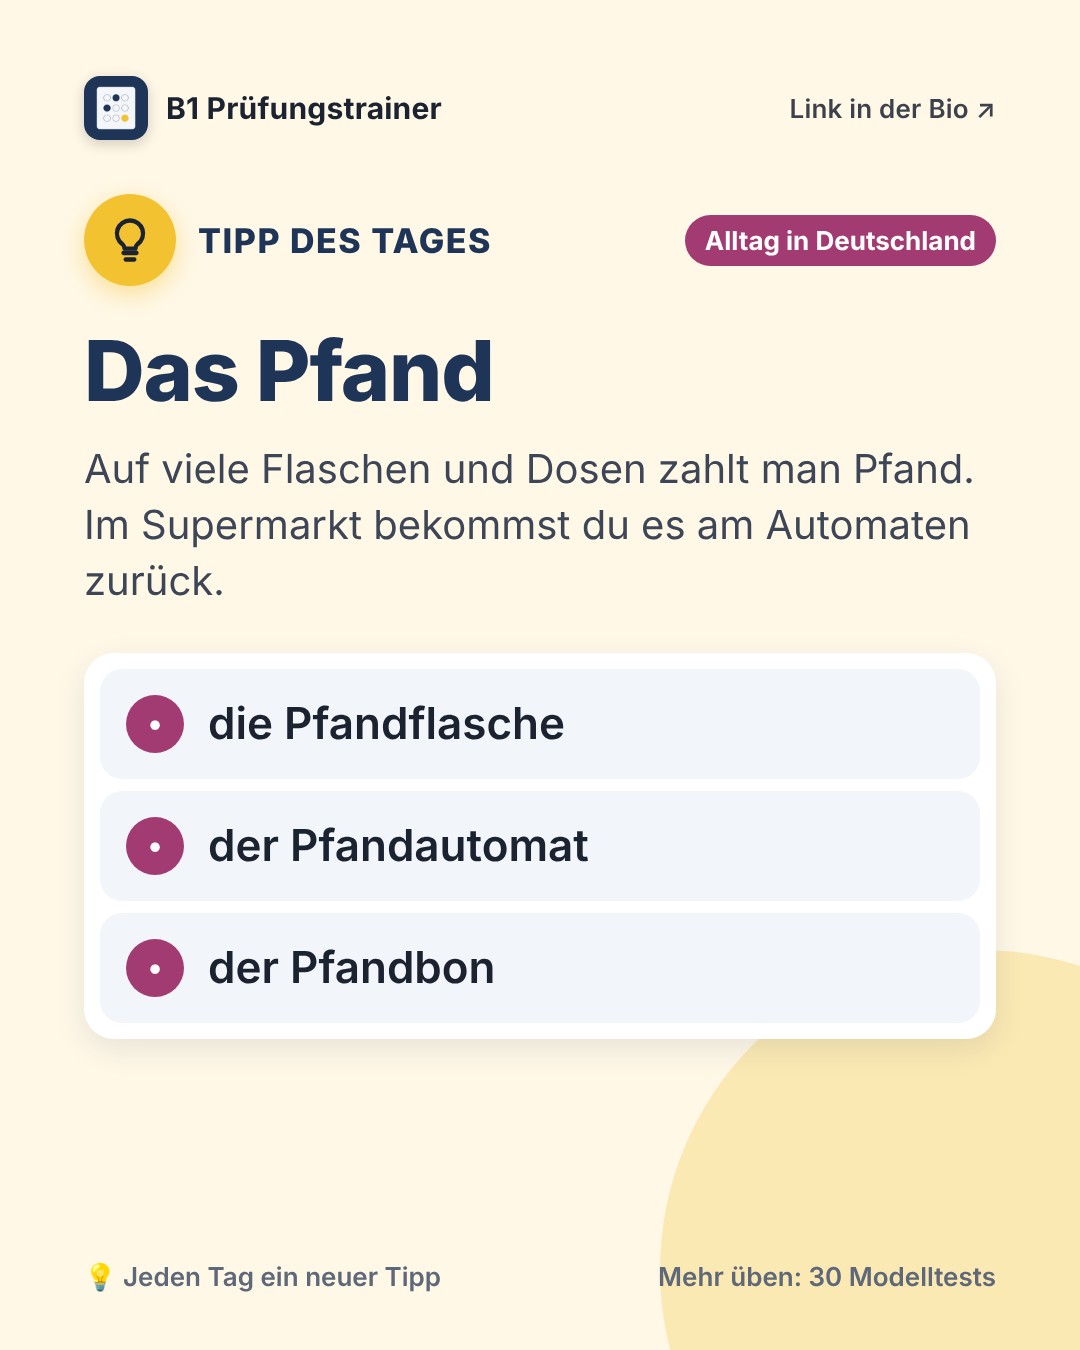 B1 Prüfungstrainer
Link in der Bio ↗
TIPP DES TAGES
Alltag in Deutschland
Das Pfand
Auf viele Flaschen und Dosen zahlt man Pfand.
Im Supermarkt bekommst du es am Automaten
zurück.
die Pfandflasche
der Pfandautomat
der Pfandbon
💡 Jeden Tag ein neuer Tipp
Mehr üben: 30 Modelltests